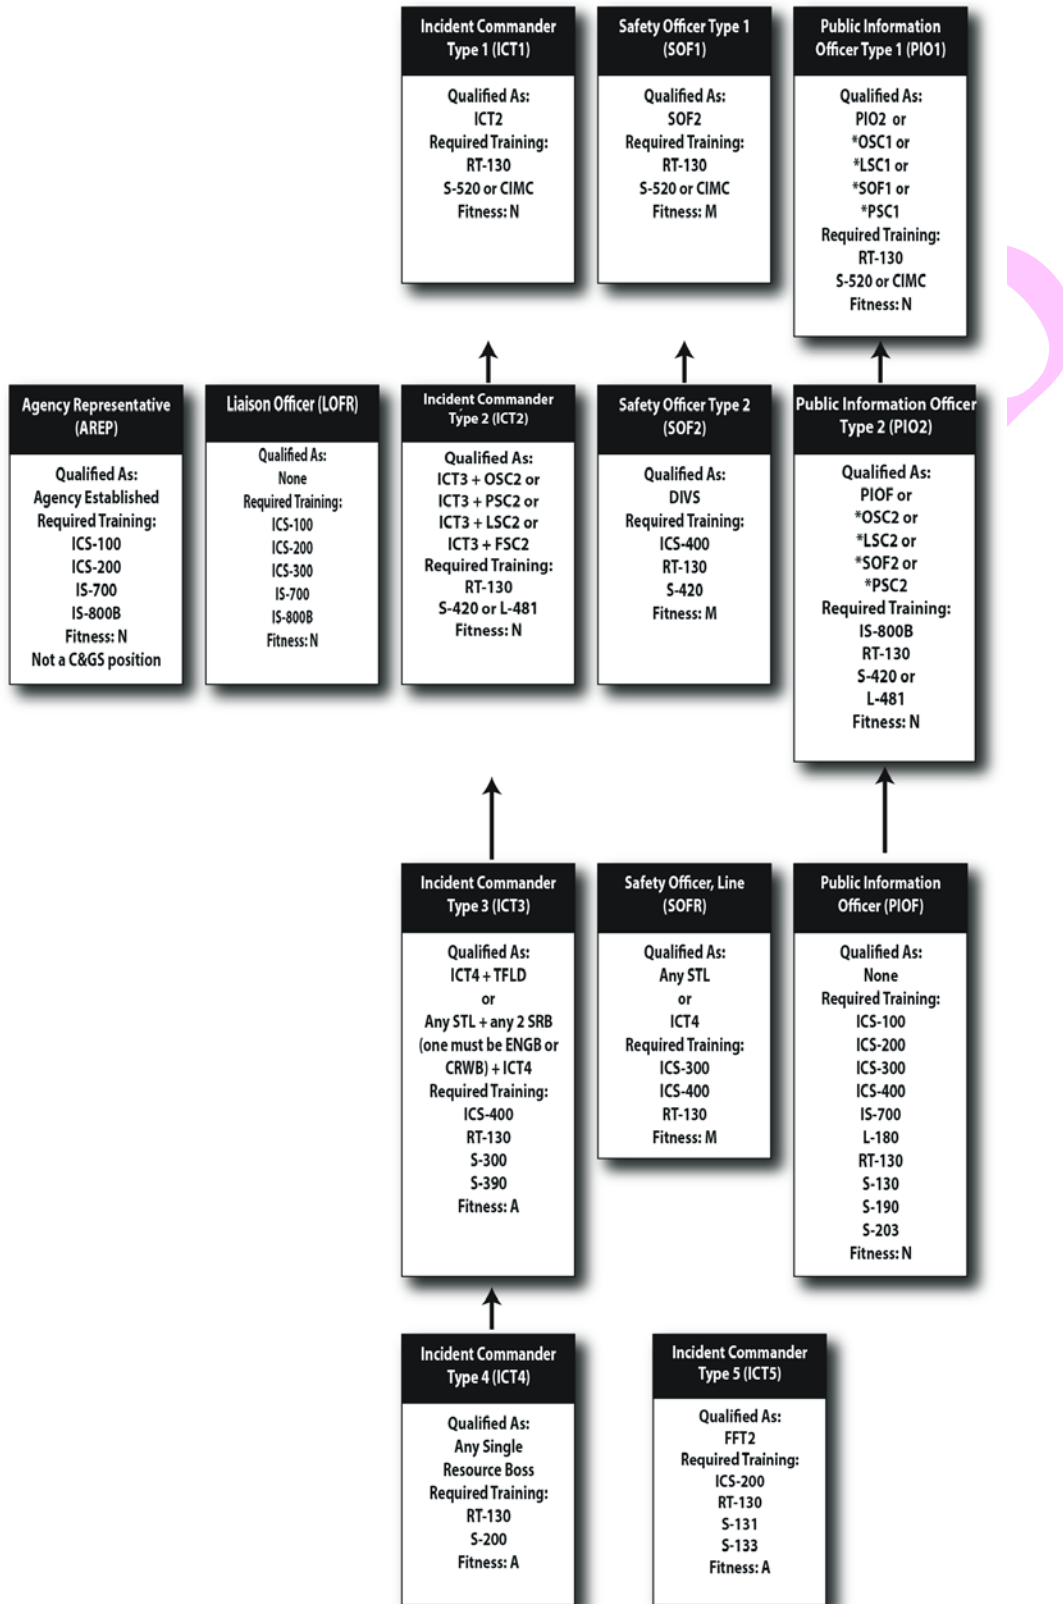 Incident Commander
Type 1 (ICT1)
Qualified As:
ICT2
Required Training:
RT-130
S-520 or CIMC
Fitness: N
Safety Officer Type 1
(SOF1)
Qualified As:
SOF2
Required Training:
RT-130
S-520 or CIMC
Fitness: M
Public Information
Officer Type 1 (PIO1)
Qualified As:
PIO2 or
*OSC1 or
*LSC1 or
*SOF1 or
*PSC1
Required Training:
RT-130
S-520 or CIMC
Fitness: N
Agency Representative
(AREP)
Qualified As:
Agency Established
Required Training:
ICS-100
ICS-200
IS-700
IS-800B
Fitness: N
Not a C&GS position
Liaison Officer (LOFR)
Qualified As:
None
Required Training:
ICS-100
ICS-200
ICS-300
IS-700
IS-800B
Fitness: N
Incident Commander
Type 2 (ICT2)
Qualified As:
ICT3 + OSC2 or
ICT3 + PSC2 or
ICT3 + LSC2 or
ICT3 + FSC2
Required Training:
RT-130
S-420 or L-481
Fitness: N
Safety Officer Type 2
(SOF2)
Qualified As:
DIVS
Required Training:
ICS-400
RT-130
S-420
Fitness: M
Public Information Officer
Type 2 (PIO2)
Qualified As:
PIOF or
*OSC2 or
*LSC2 or
*SOF2 or
*PSC2
Required Training:
IS-800B
RT-130
S-420 or
L-481
Fitness: N
Incident Commander
Type 3 (ICT3)
Qualified As:
ICT4 + TFLD
or
Any STL + any 2 SRB
(one must be ENGB or
CRWB) + ICT4
Required Training:
ICS-400
RT-130
S-300
S-390
Fitness: A
Safety Officer, Line
(SOFR)
Qualified As:
Any STL
or
ICT4
Required Training:
ICS-300
ICS-400
RT-130
Fitness: M
Public Information
Officer (PIOF)
Qualified As:
None
Required Training:
ICS-100
ICS-200
ICS-300
ICS-400
IS-700
L-180
RT-130
S-130
S-190
S-203
Fitness: N
Incident Commander
Type 4 (ICT4)
Qualified As:
Any Single
Resource Boss
Required Training:
RT-130
S-200
Fitness: A
Incident Commander
Type 5 (ICT5)
Qualified As:
FFT2
Required Training:
ICS-200
RT-130
S-131
S-133
Fitness: A